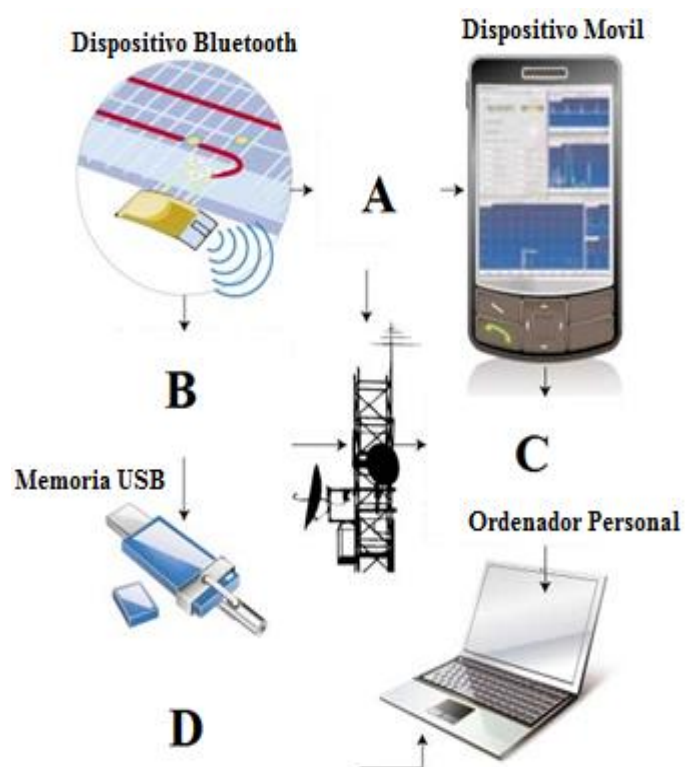 Dispositivo Bluetooth
Dispositivo Movil
A
B
C
Memoria USB
Ordenador Personal
D